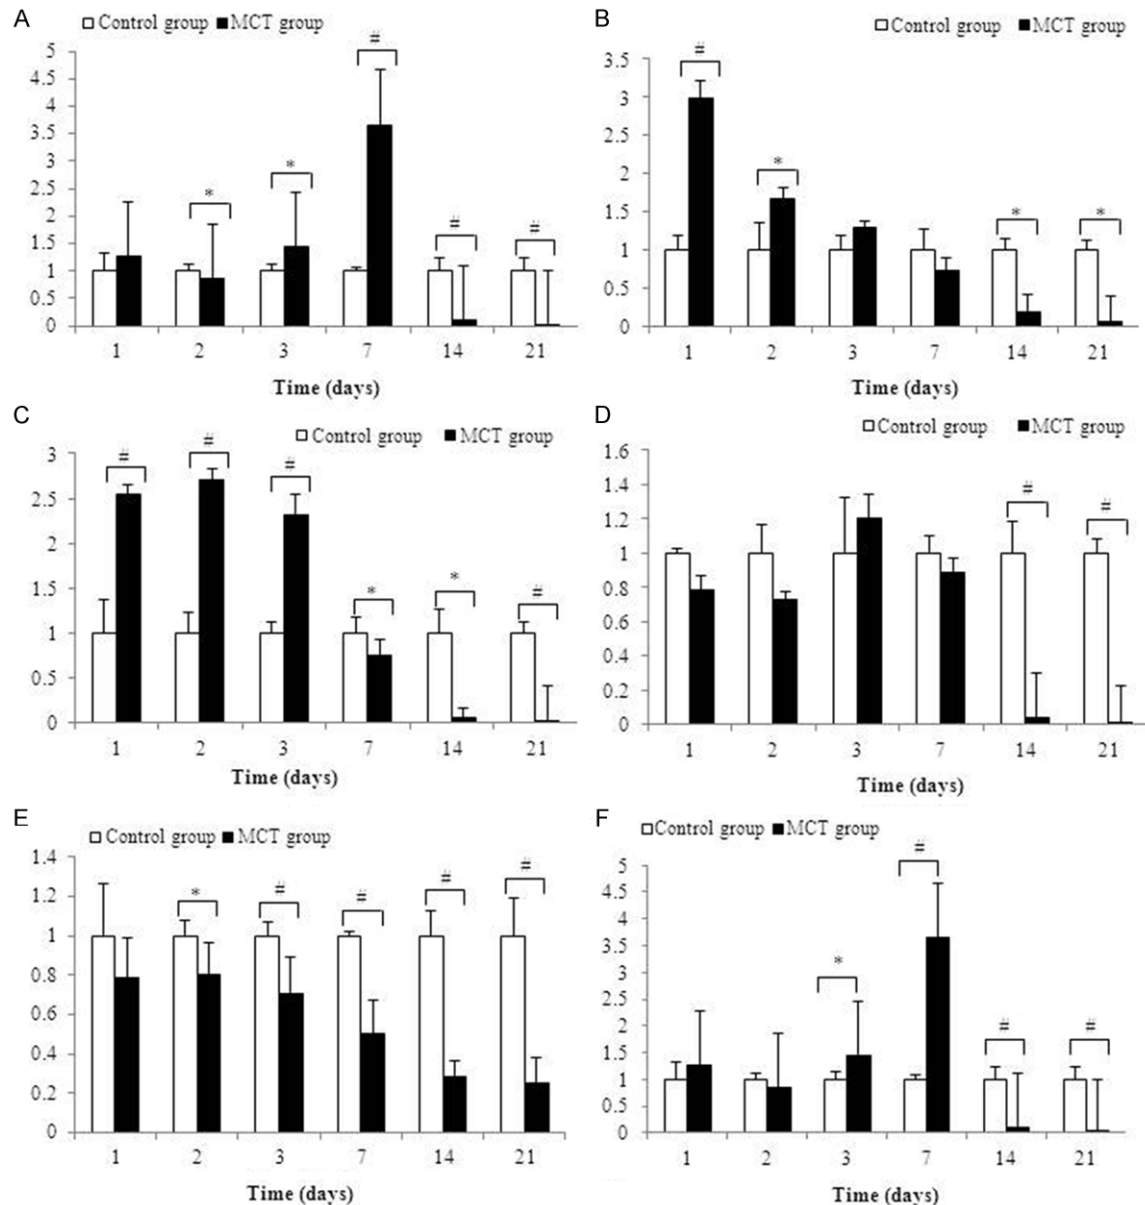 A
Control group MCT group
5
4.5
4
3.5
3
2.5
2
1.5
1
0.5
0
* * # # #
1 2 3 7 14 21
Time (days)
B
Control group MCT group
3.5
3
2.5
2
1.5
1
0.5
0
# * * *
1 2 3 7 14 21
Time (days)
C
Control group MCT group
3
2.5
2
1.5
1
0.5
0
# # # * * #
1 2 3 7 14 21
Time (days)
D
Control group MCT group
1.6
1.4
1.2
1
0.8
0.6
0.4
0.2
0
# #
1 2 3 7 14 21
Time (days)
E
Control group MCT group
1.4
1.2
1
0.8
0.6
0.4
0.2
0
* # # # #
1 2 3 7 14 21
Time (days)
F
Control group MCT group
5
4.5
4
3.5
3
2.5
2
1.5
1
0.5
0
* # # #
1 2 3 7 14 21
Time (days)